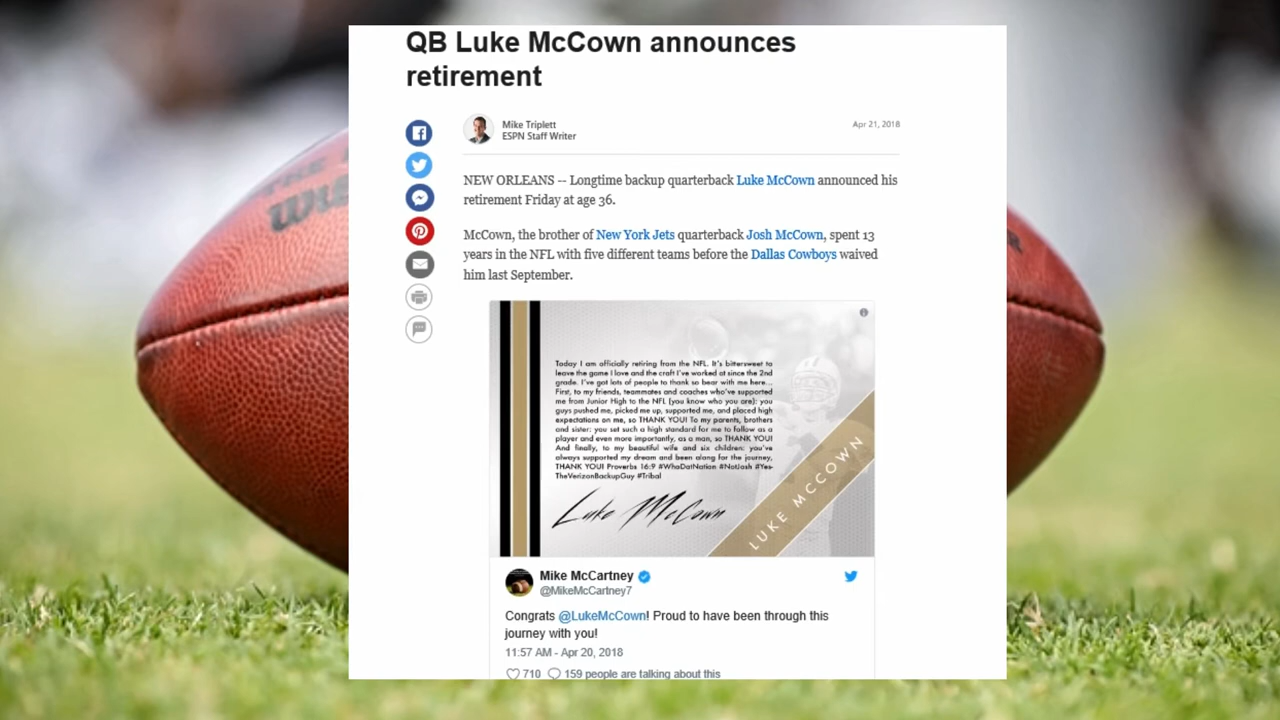 QB Luke McCown announces
retirement
Mike Triplett
ESPN Staff Writer
Apr 21, 2018
NEW ORLEANS -- Longtime backup quarterback Luke McCown announced his
retirement Friday at age 36.
McCown, the brother of New York Jets quarterback Josh McCown, spent 13
years in the NFL with five different teams before the Dallas Cowboys waived
him last September.
Today I am officially retiring from the NFL. It's bittersweet to
leave the game I love and the craft I've worked at since the 2nd
grade. I've got lots of people to thank so bear with me here...
First, to my friends, teammates and coaches who've supported
me from Junior High to the NFL (you know who you are): you
guys pushed me, picked me up, supported me, and placed high
expectations on me, so THANK YOU! To my parents, brothers
and sister: you set such a high standard for me to follow as a
player and even more importantly, as a man, so THANK YOU!
And finally, to my beautiful wife and six children: you've
always supported my dream and been along for the journey,
THANK YOU! Proverbs 16:9 #WhoDatNation #NotJosh #Yes-
TheVerizonBackupGuy #Tribal
Luke McCown
LUKE MCCOWN
Mike McCartney
@MikeMcCartney7
Congrats @LukeMcCown! Proud to have been through this
journey with you!
11:57 AM - Apr 20, 2018
710 159 people are talking about this